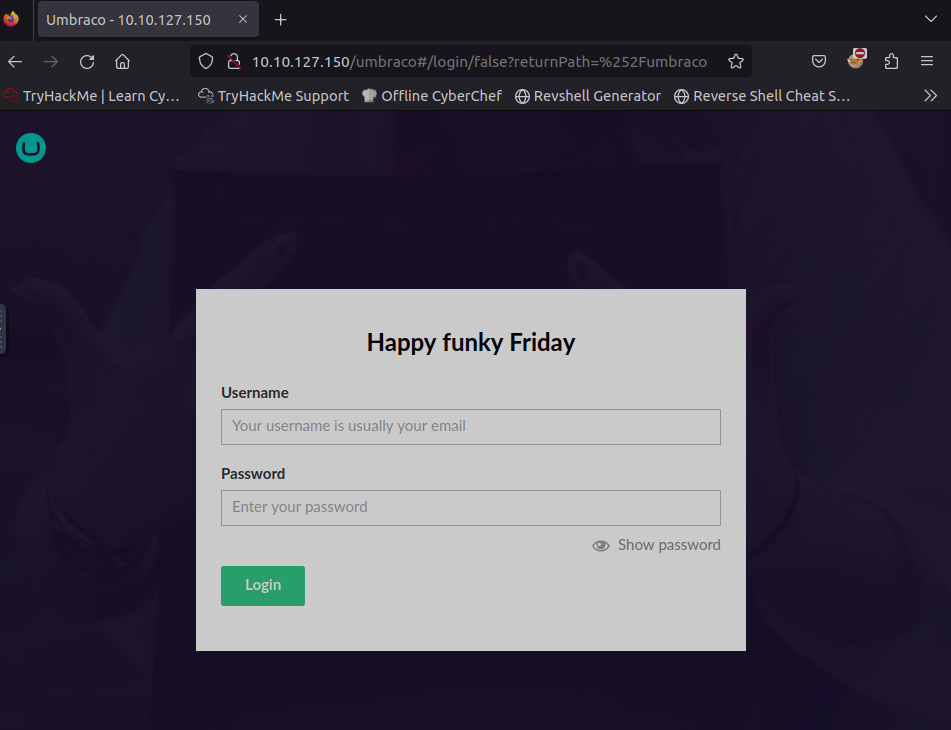 Umbraco - 10.10.127.150
10.10.127.150/umbraco#/login/false?returnPath=%252Fumbraco
TryHackMe | Learn Cy… TryHackMe Support Offline CyberChef Revshell Generator Reverse Shell Cheat S…
Happy funky Friday
Username
Your username is usually your email
Password
Enter your password
Show password
Login